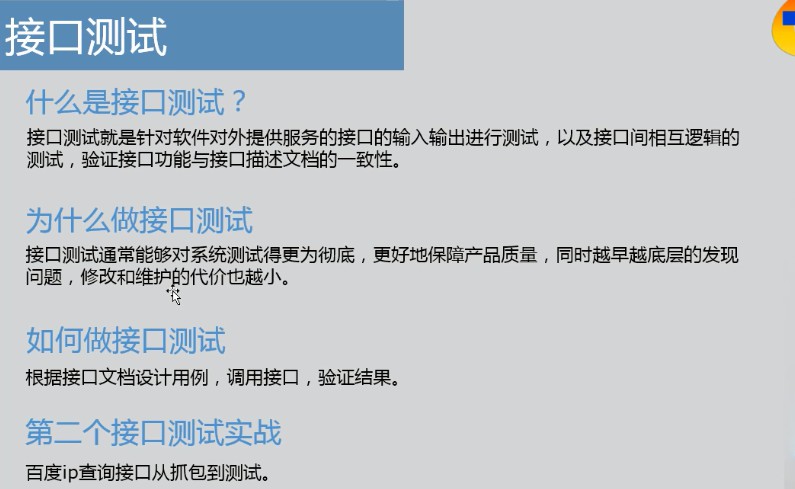 接口测试
什么是接口测试？
接口测试就是针对软件对外提供服务的接口的输入输出进行测试，以及接口间相互逻辑的
测试，验证接口功能与接口描述文档的一致性。
为什么做接口测试
接口测试通常能够对系统测试得更为彻底，更好地保障产品质量，同时越早越底层的发现
问题，修改和维护的代价也越小。
如何做接口测试
根据接口文档设计用例，调用接口，验证结果。
第二个接口测试实战
百度ip查询接口从抓包到测试。